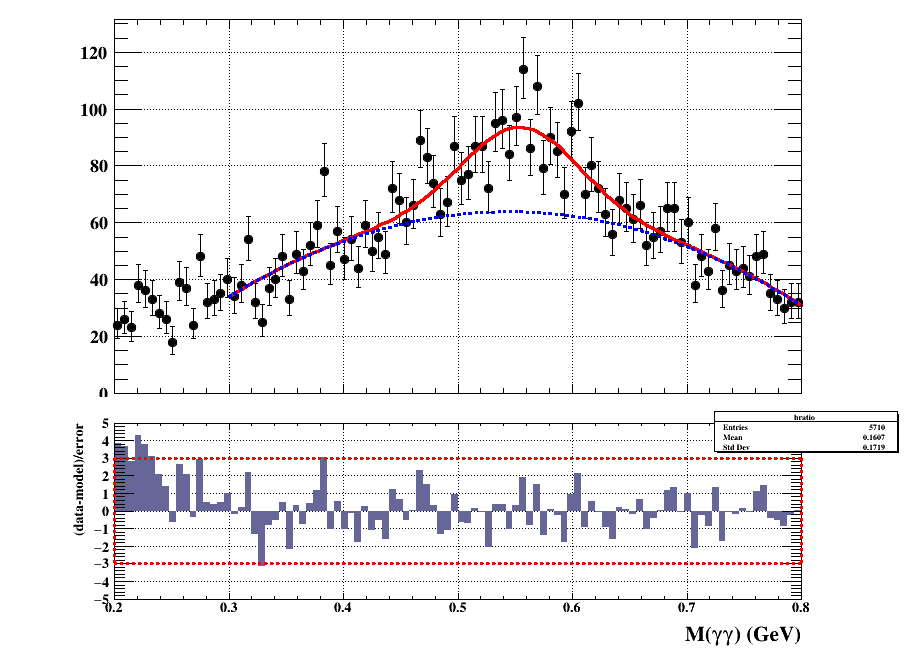 120
100
80
60
40
20
0
hratio
Entries 5710
Mean 0.1607
Std Dev 0.1719
(data-model)/error
5
4
3
2
1
0
−1
−2
−3
−4
−5
0.2 0.3 0.4 0.5 0.6 0.7 0.8
M(γγ) (GeV)